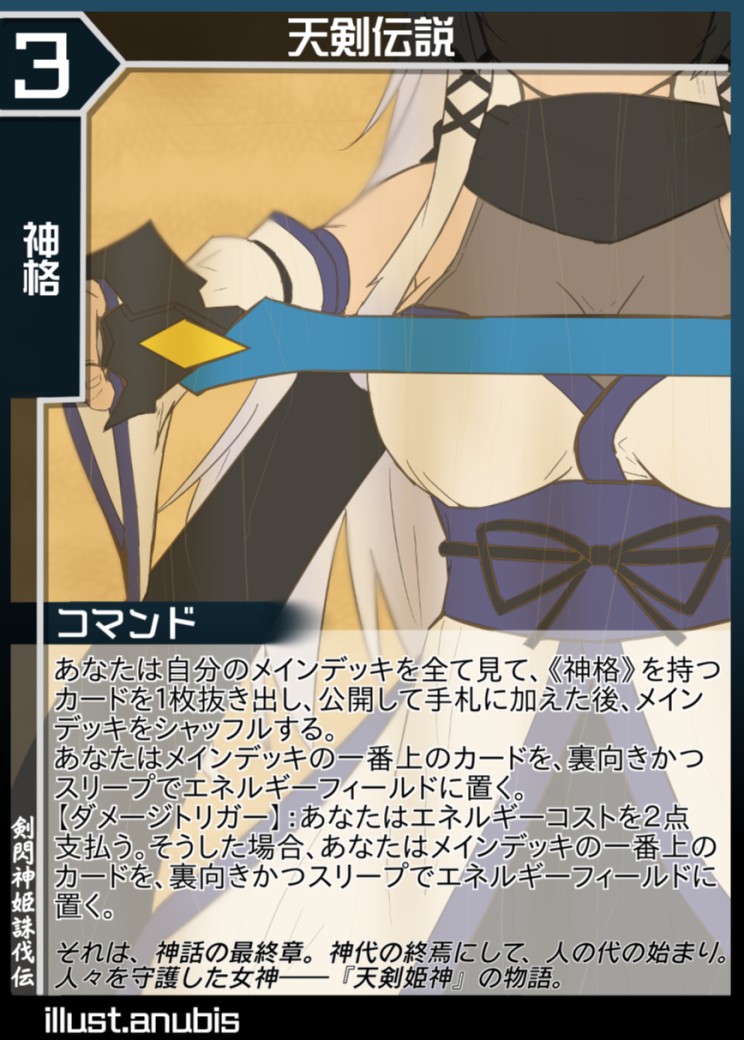 3
天剣伝説
神格
コマンド
あなたは自分のメインデッキを全て見て、《神格》を持つ
カードを1枚抜き出し、公開して手札に加えた後、メイン
デッキをシャッフルする。
あなたはメインデッキの一番上のカードを、裏向きかつ
スリープでエネルギーフィールドに置く。
【ダメージトリガー】:あなたはエネルギーコストを2点
支払う。そうした場合、あなたはメインデッキの一番上の
カードを、裏向きかつスリープでエネルギーフィールドに
置く。
それは、神話の最終章。神代の終焉にして、人の代の始まり。
人々を守護した女神――『天剣姫神』の物語。
剣閃神姫誅伐伝
illust.anubis